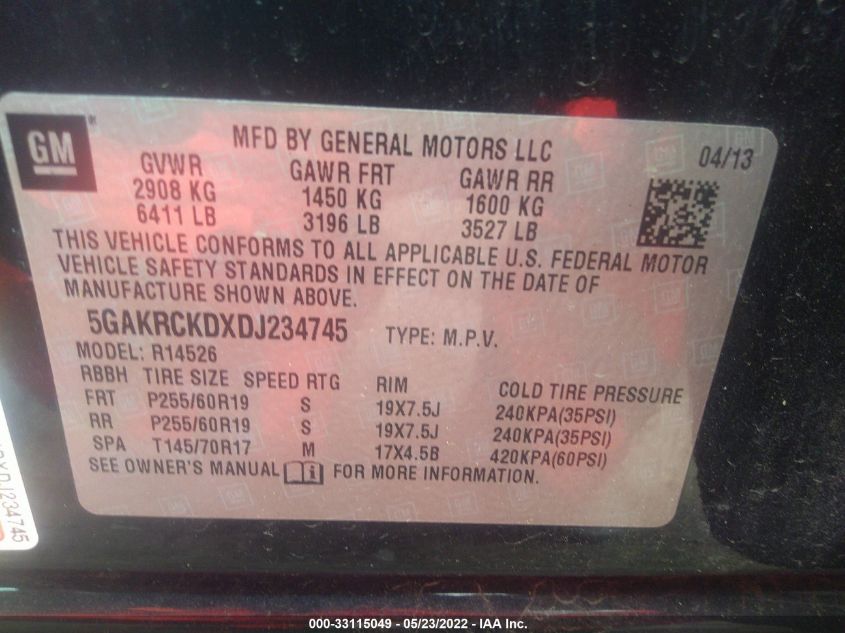 GM
MFD BY GENERAL MOTORS LLC
04/13
GVWR GAWR FRT GAWR RR
2908 KG 1450 KG 1600 KG
6411 LB 3196 LB 3527 LB
THIS VEHICLE CONFORMS TO ALL APPLICABLE U.S. FEDERAL MOTOR
VEHICLE SAFETY STANDARDS IN EFFECT ON THE DATE OF
MANUFACTURE SHOWN ABOVE.
5GAKRCKDXDJ234745 TYPE: M.P.V.
MODEL: R14526
RBBH TIRE SIZE SPEED RTG RIM COLD TIRE PRESSURE
FRT P255/60R19 S 19X7.5J 240KPA(35PSI)
RR P255/60R19 S 19X7.5J 240KPA(35PSI)
SPA T145/70R17 M 17X4.5B 420KPA(60PSI)
SEE OWNER'S MANUAL FOR MORE INFORMATION.
000-33115049 - 05/23/2022 - IAA Inc.